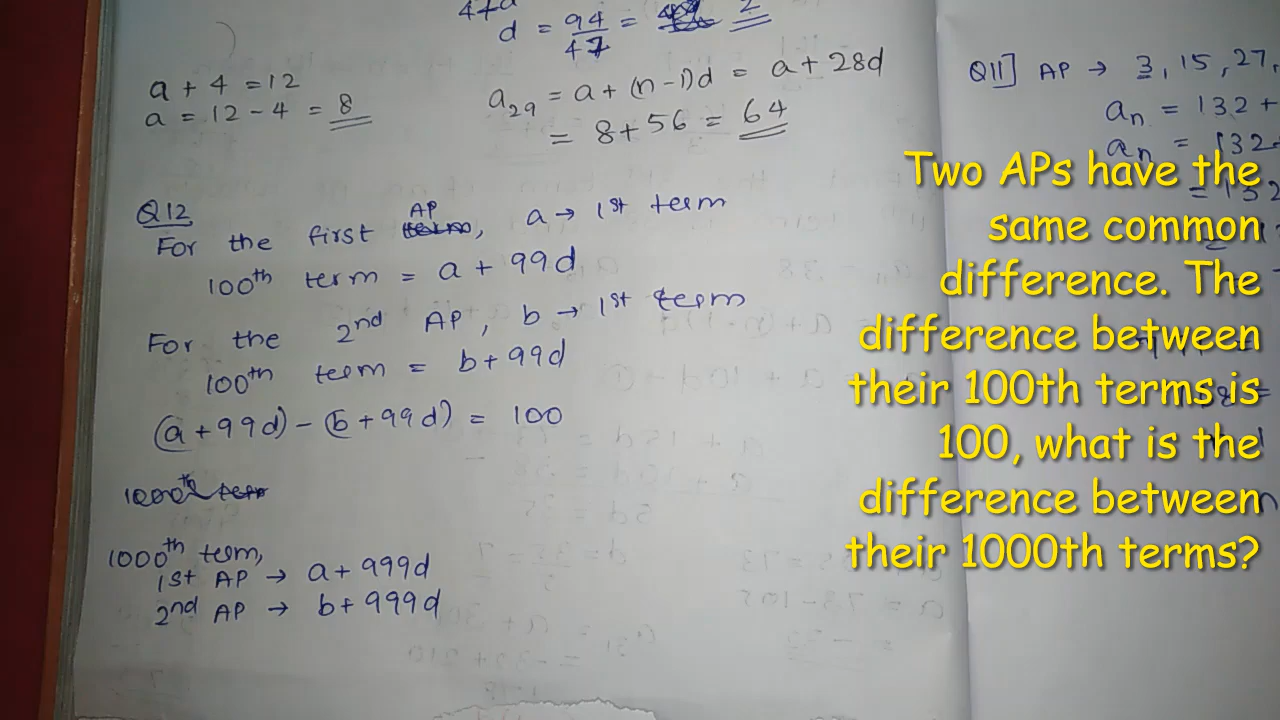 d = 94/47 = 2
a + 4 = 12
a = 12 - 4 = 8
a₂₉ = a + (n-1)d = a + 28d
= 8 + 56 = 64
Q12
For the first AP, a → 1st term
100th term = a + 99d
For the 2nd AP, b → 1st term
100th term = b + 99d
(a + 99d) - (b + 99d) = 100
1000th term,
1st AP → a + 999d
2nd AP → b + 999d
Q11] AP → 3, 15, 27,
aₙ = 132 +
aₙ = 132
= 132
Two APs have the
same common
difference. The
difference between
their 100th terms is
100, what is the
difference between
their 1000th terms?